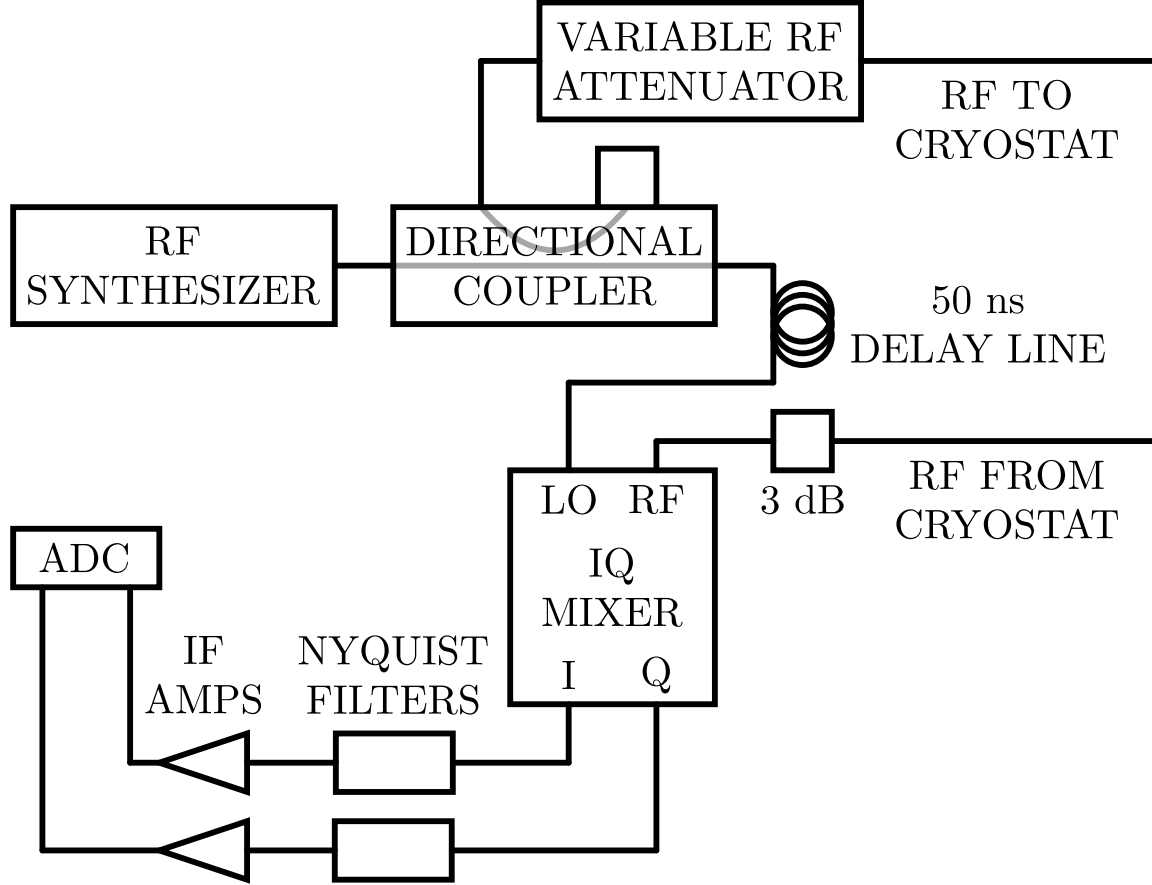 VARIABLE RF
ATTENUATOR
RF TO
CRYOSTAT
RF
SYNTHESIZER
DIRECTIONAL
COUPLER
50 ns
DELAY LINE
LO RF
3 dB
RF FROM
CRYOSTAT
IQ
MIXER
I Q
ADC
IF
AMPS
NYQUIST
FILTERS